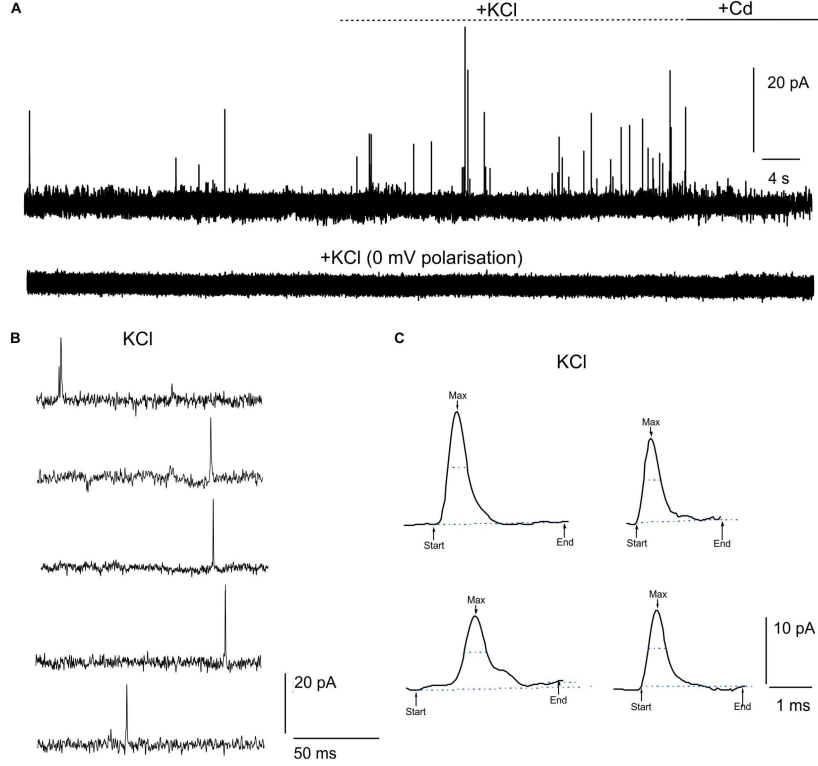 A
+KCl
+Cd
20 pA
4 s
+KCl (0 mV polarisation)
B
KCl
20 pA
50 ms
C
KCl
Max
Start
End
Max
Start
End
Max
Start
End
Max
Start
End
10 pA
1 ms